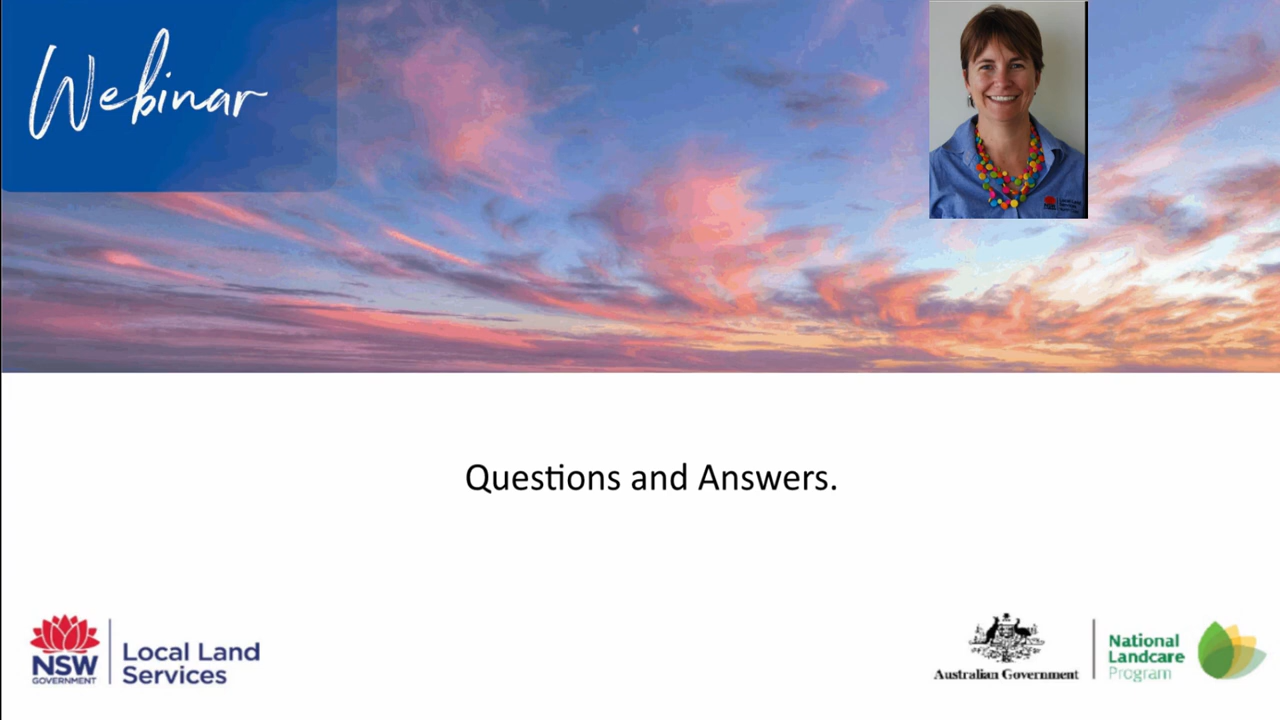 Webinar
Questions and Answers.
NSW
GOVERNMENT
Local Land
Services
Australian Government
National
Landcare
Program